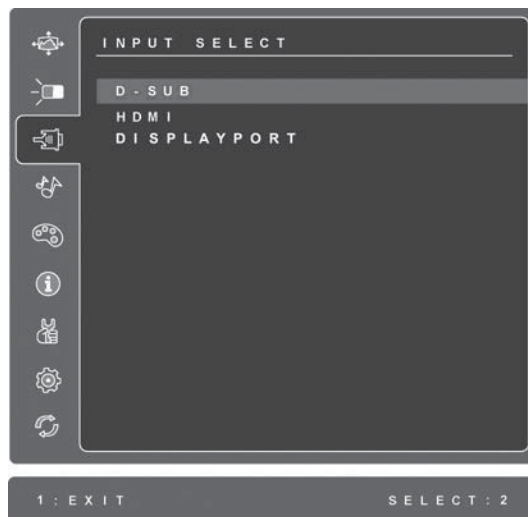 INPUT SELECT
D-SUB
HDMI
DISPLAYPORT
1:EXIT SELECT:2